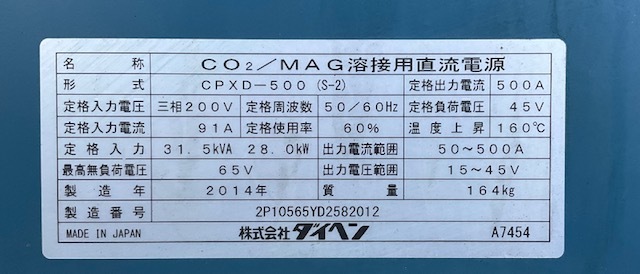 名称 CO₂/MAG溶接用直流電源
形式 CPXD-500 (S-2) 定格出力電流 500A
定格入力電圧 三相200V 定格周波数 50/60Hz 定格負荷電圧 45V
定格入力電流 91A 定格使用率 60% 温度上昇 160℃
定格入力 31.5kVA 28.0kW 出力電流範囲 50~500A
最高無負荷電圧 65V 出力電圧範囲 15~45V
製造年 2014年 質量 164kg
製造番号 2P10565YD2582012
MADE IN JAPAN 株式会社ダイヘン A7454